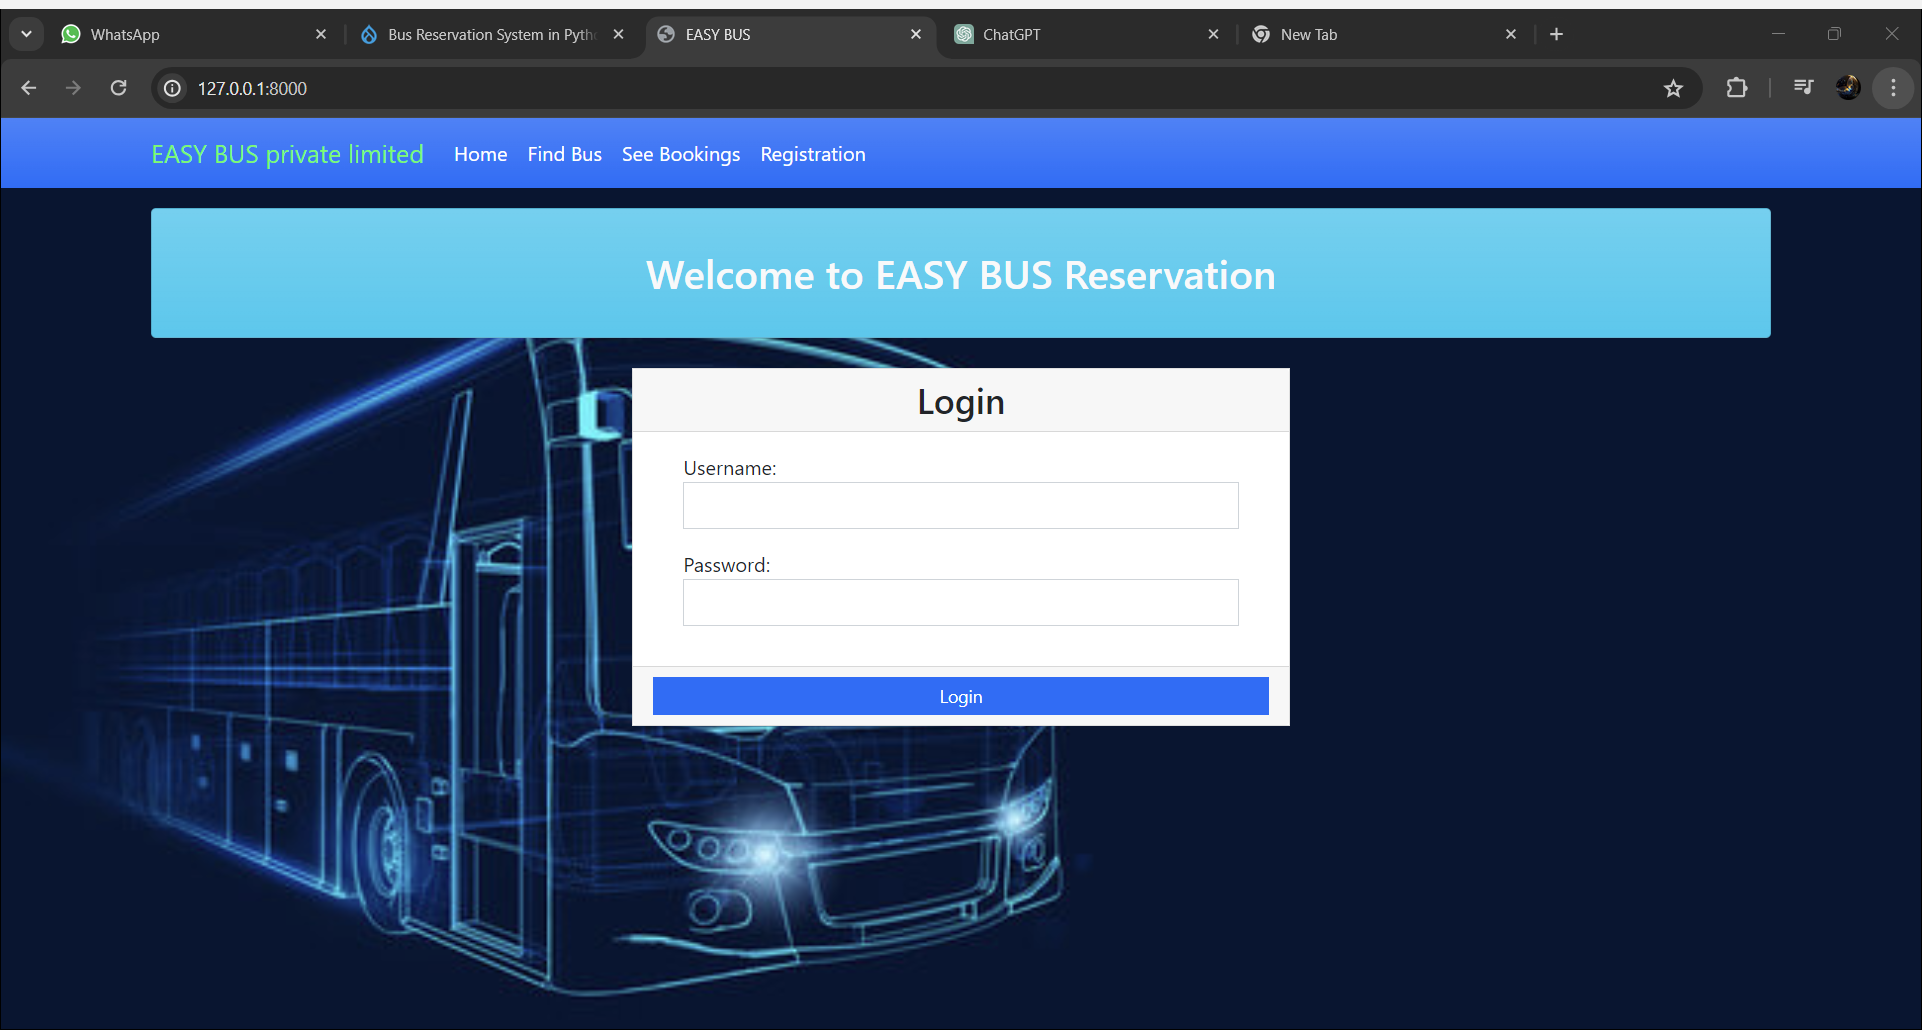 WhatsApp
Bus Reservation System in Pyth
EASY BUS
ChatGPT
New Tab
127.0.0.1:8000
EASY BUS private limited
Home
Find Bus
See Bookings
Registration
Welcome to EASY BUS Reservation
Login
Username:
Password:
Login